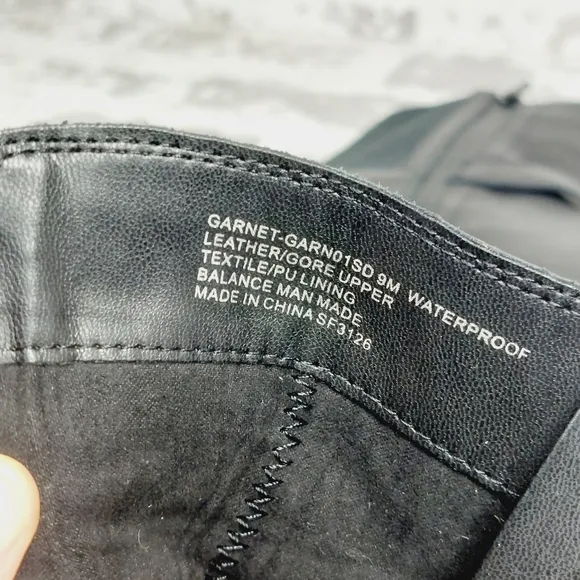 GARNET-GARN01SD 9M WATERPROOF
LEATHER/GORE UPPER
TEXTILE/PU LINING
BALANCE MAN MADE
MADE IN CHINA SF3126